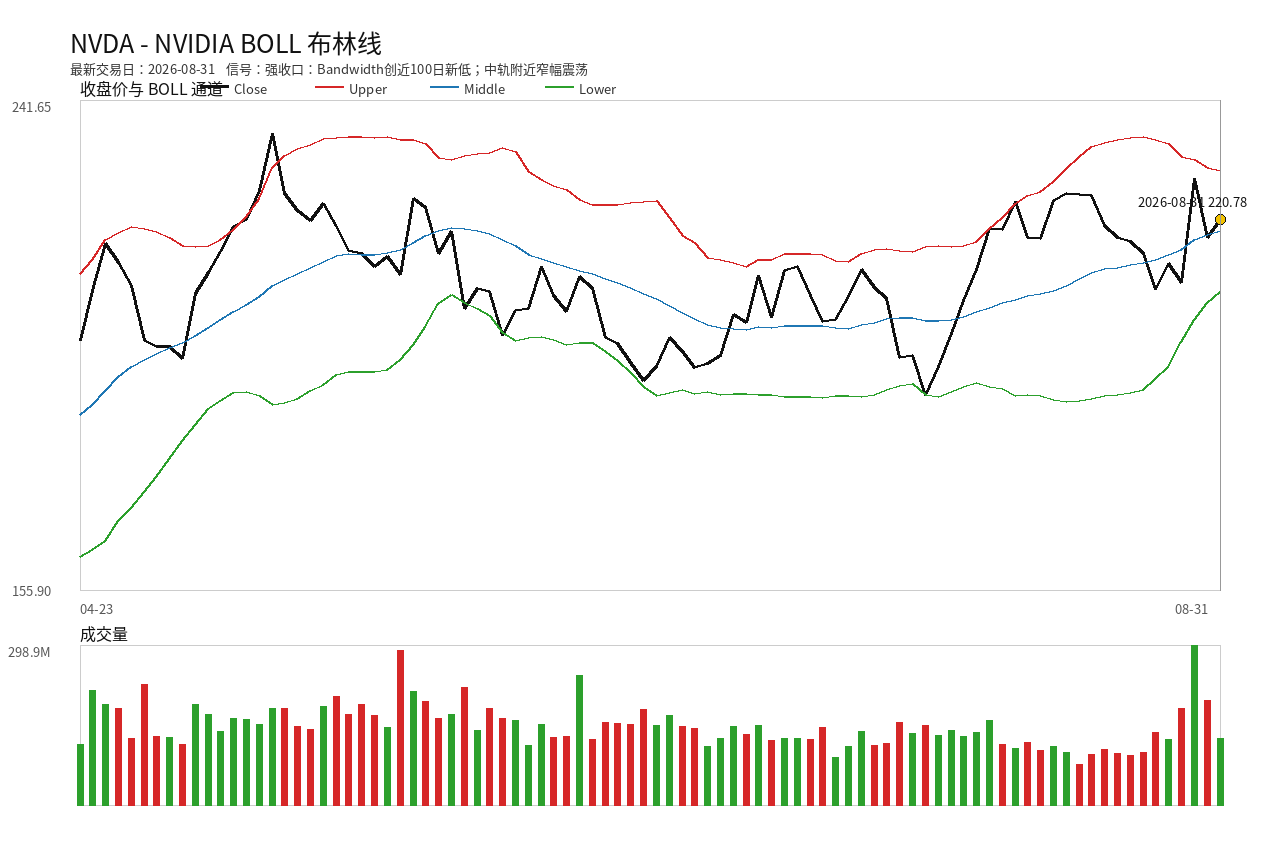 NVDA - NVIDIA BOLL 布林线
最新交易日：2026-08-31 信号：强收口：Bandwidth创近100日新低；中轨附近窄幅震荡
收盘价与 BOLL 通道 Close Upper Middle Lower
241.65
2026-08-31 220.78
155.90
04-23 08-31
成交量
298.9M